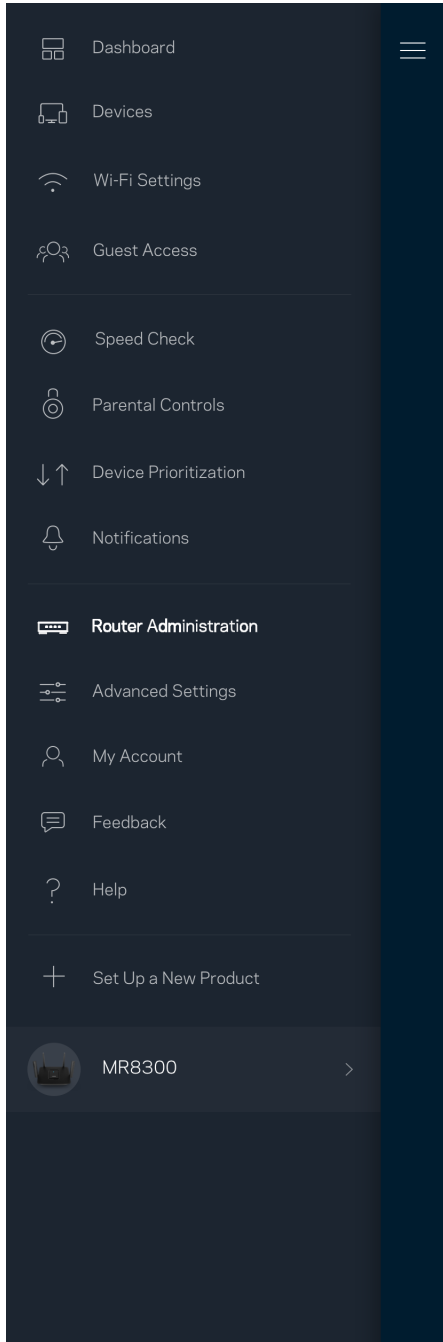 Dashboard
Devices
Wi-Fi Settings
Guest Access
Speed Check
Parental Controls
Device Prioritization
Notifications
Router Administration
Advanced Settings
My Account
Feedback
Help
Set Up a New Product
MR8300